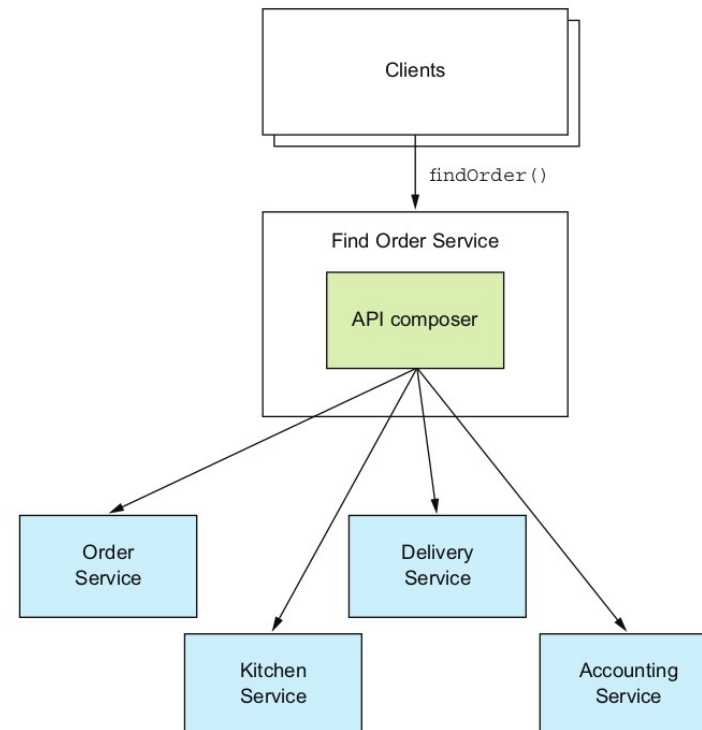 Clients
findOrder()
Find Order Service
API composer
Order
Service
Delivery
Service
Kitchen
Service
Accounting
Service